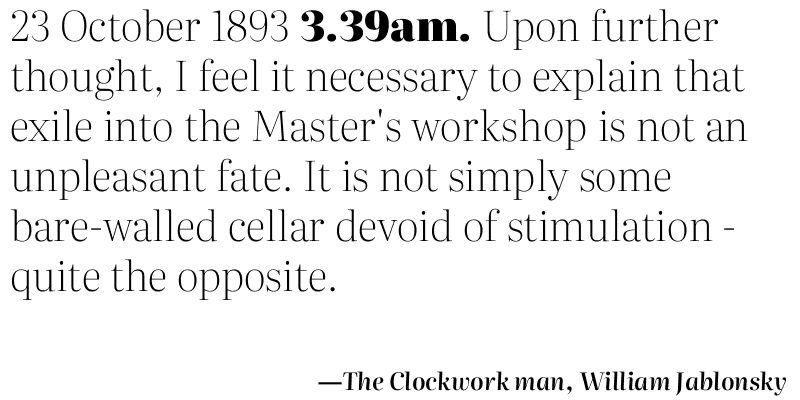 23 October 1893 3.39am. Upon further
thought, I feel it necessary to explain that
exile into the Master's workshop is not an
unpleasant fate. It is not simply some
bare-walled cellar devoid of stimulation -
quite the opposite.
—The Clockwork man, William Jablonsky